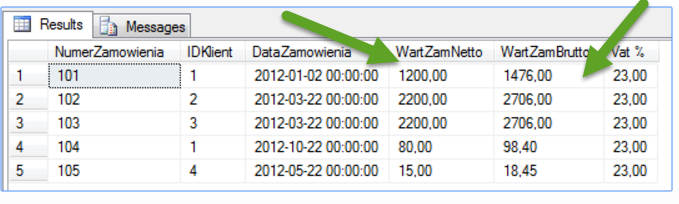 Results Messages
NumerZamowienia IDKlient DataZamowienia WartZamNetto WartZamBrutto Vat %
1 101 1 2012-01-02 00:00:00 1200,00 1476,00 23,00
2 102 2 2012-03-22 00:00:00 2200,00 2706,00 23,00
3 103 3 2012-03-22 00:00:00 2200,00 2706,00 23,00
4 104 1 2012-10-22 00:00:00 80,00 98,40 23,00
5 105 4 2012-05-22 00:00:00 15,00 18,45 23,00